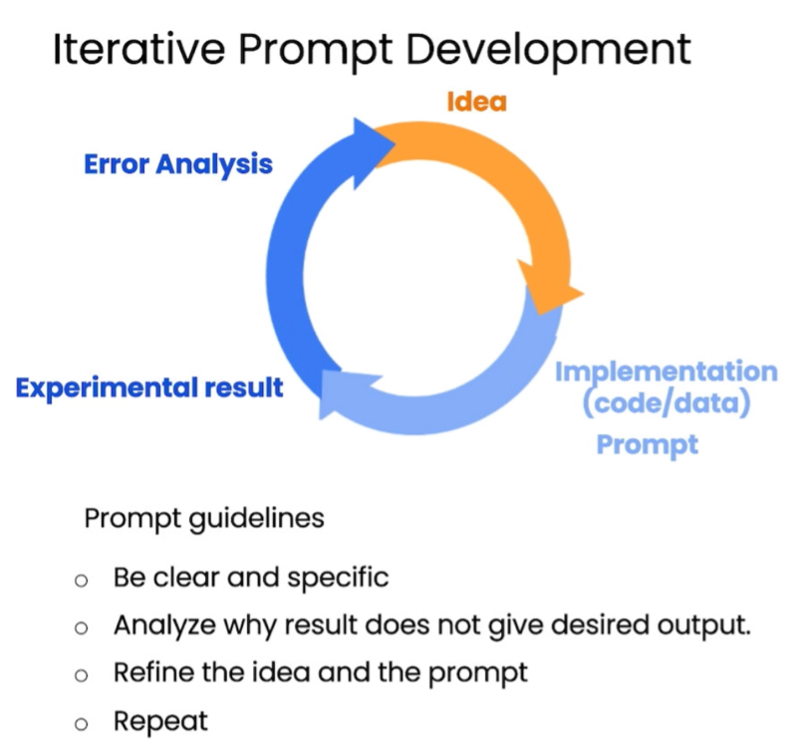 Iterative Prompt Development
Idea
Error Analysis
Implementation
(code/data)
Prompt
Experimental result
Prompt guidelines
○ Be clear and specific
○ Analyze why result does not give desired output.
○ Refine the idea and the prompt
○ Repeat